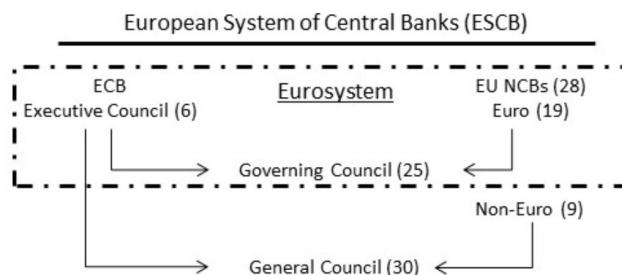 European System of Central Banks (ESCB)
ECB
Executive Council (6)
Eurosystem
EU NCBs (28)
Euro (19)
Governing Council (25)
Non-Euro (9)
General Council (30)